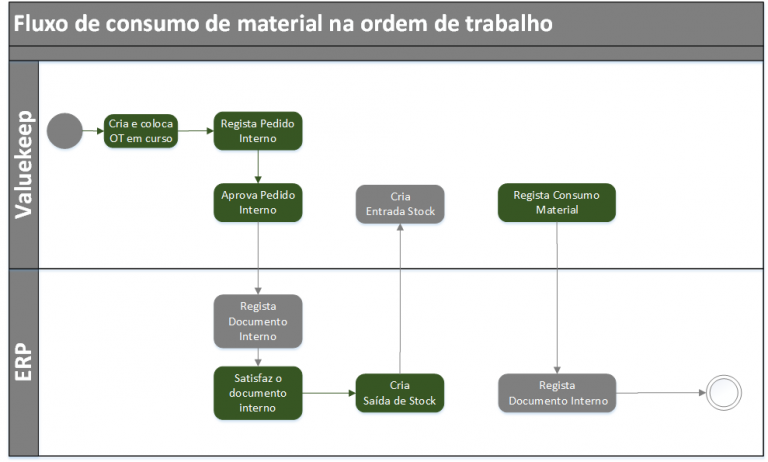 Fluxo de consumo de material na ordem de trabalho
Valuekeep
Cria e coloca
OT em curso
Regista Pedido
Interno
Aprova Pedido
Interno
Cria
Entrada Stock
Regista Consumo
Material
ERP
Regista
Documento
Interno
Satisfaz o
documento
interno
Cria
Saída de Stock
Regista
Documento Interno